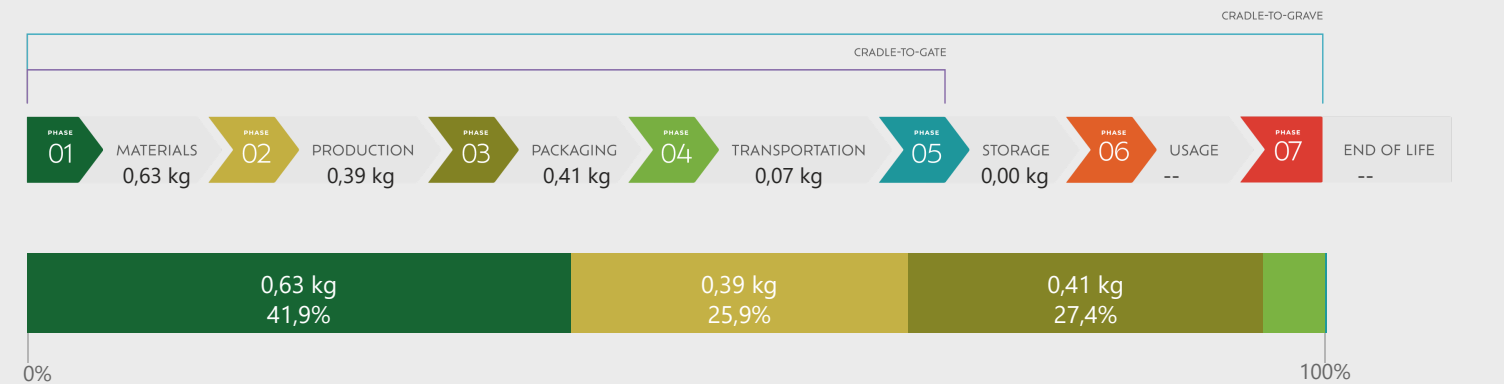 CRADLE-TO-GRAVE
CRADLE-TO-GATE
PHASE
01
MATERIALS
0,63 kg
PHASE
02
PRODUCTION
0,39 kg
PHASE
03
PACKAGING
0,41 kg
PHASE
04
TRANSPORTATION
0,07 kg
PHASE
05
STORAGE
0,00 kg
PHASE
06
USAGE
--
PHASE
07
END OF LIFE
--
0,63 kg
41,9%
0,39 kg
25,9%
0,41 kg
27,4%
0%
100%